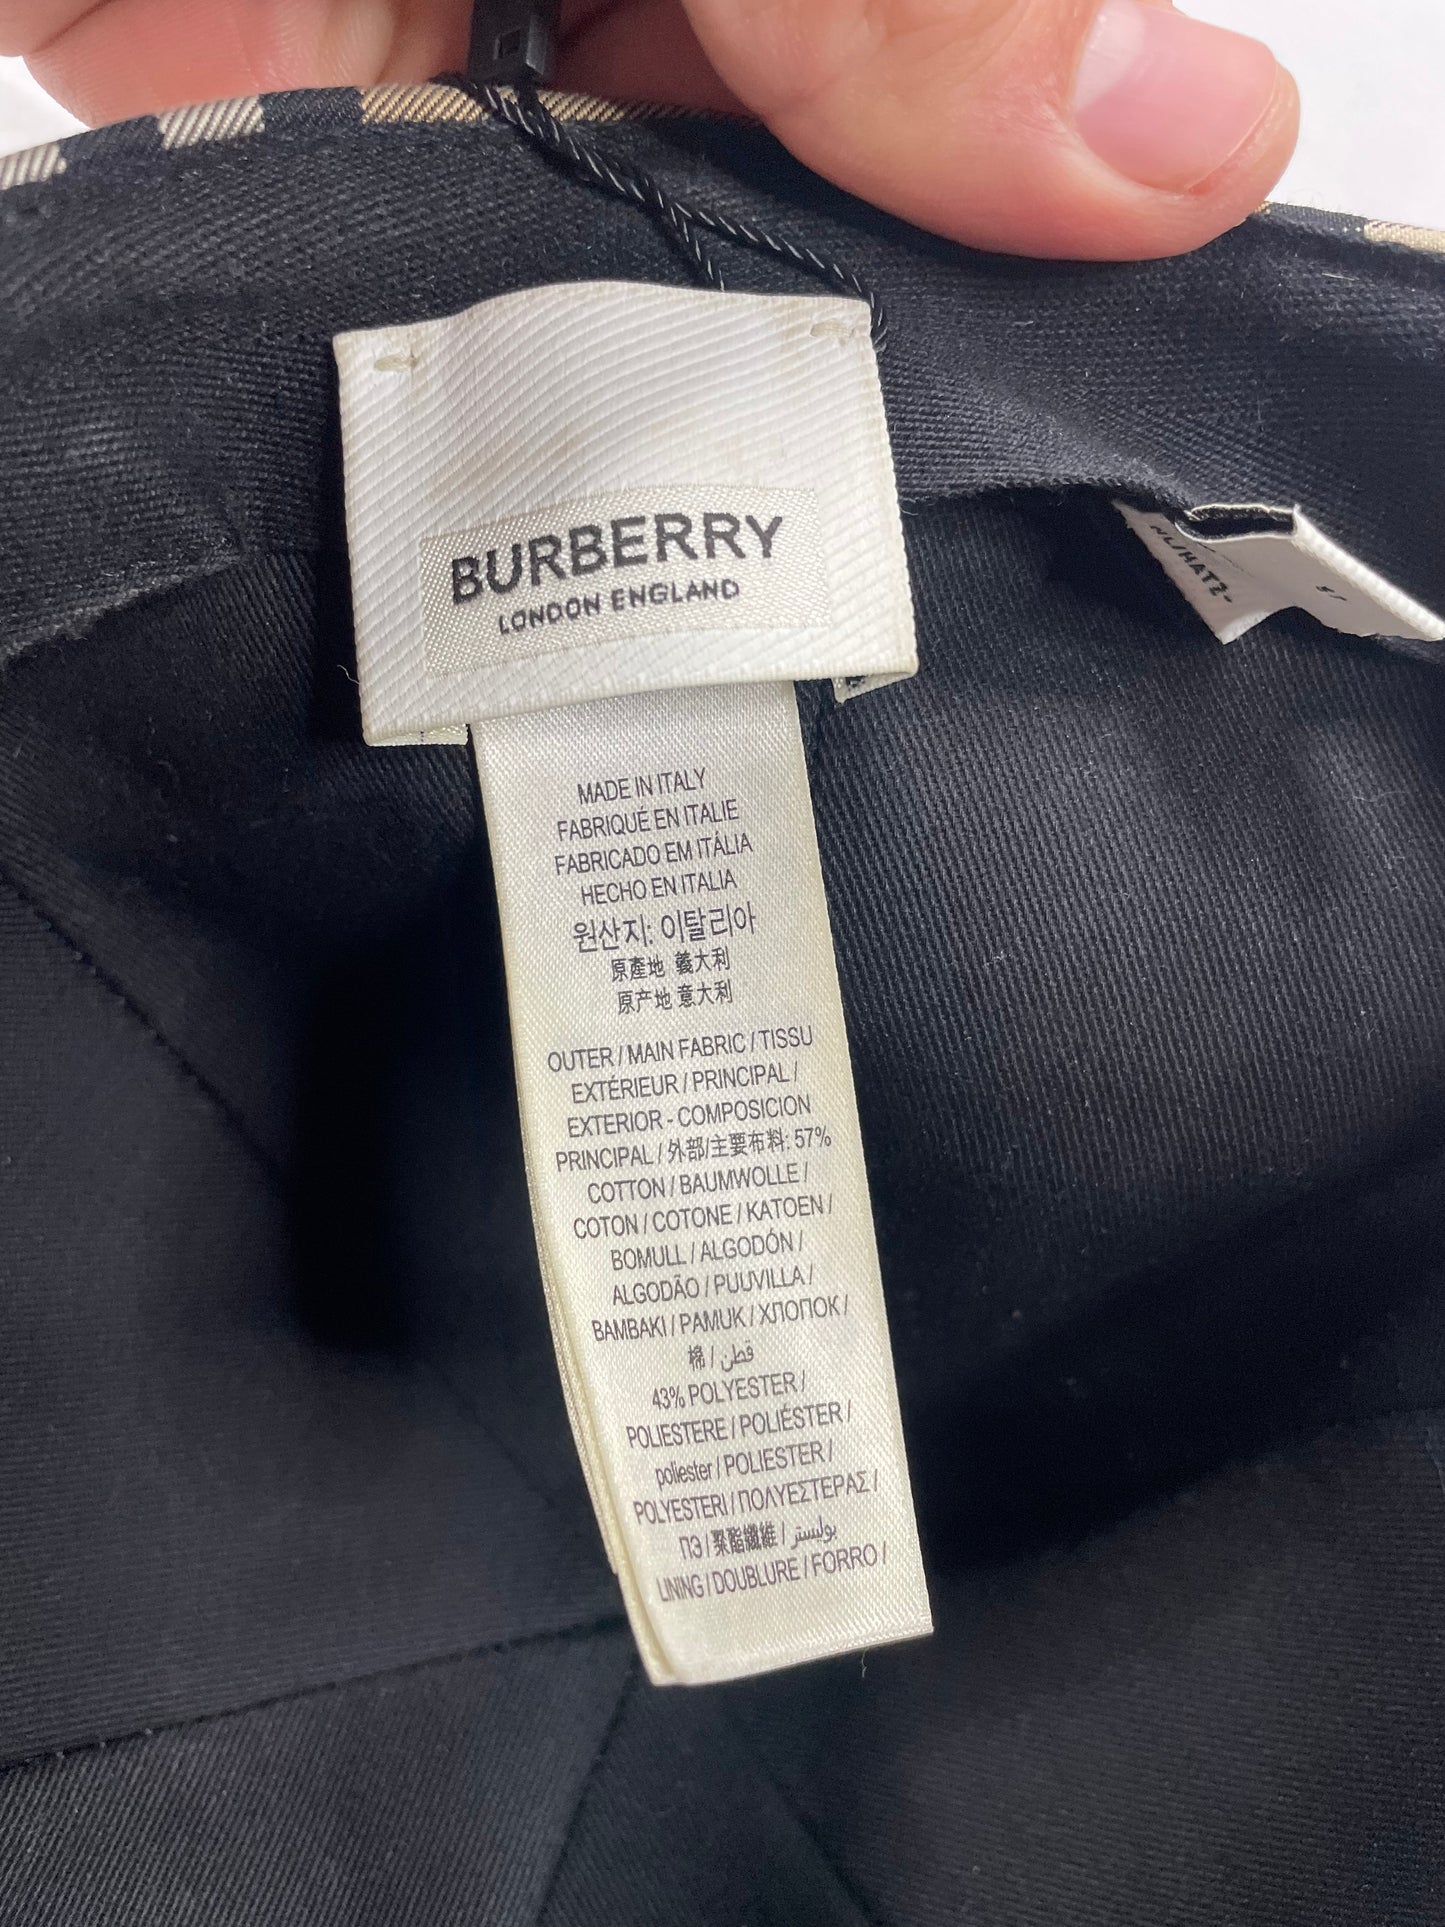 BURBERRY
LONDON ENGLAND
MADE IN ITALY
FABRIQUÉ EN ITALIE
FABRICADO EM ITÁLIA
HECHO EN ITALIA
원산지: 이탈리아
原產地 義大利
原产地 意大利
OUTER / MAIN FABRIC / TISSU
EXTÉRIEUR / PRINCIPAL /
EXTERIOR - COMPOSICION
PRINCIPAL / 外部/主要布料: 57%
COTTON / BAUMWOLLE /
COTON / COTONE / KATOEN /
BOMULL / ALGODÓN /
ALGODÃO / PUUVILLA /
BAMBAKI / PAMUK / ХЛОПОК /
棉 / قطن
43% POLYESTER /
POLIESTERE / POLIÉSTER /
poliester / POLIESTER /
POLYESTERI / ΠΟΛΥΕΣΤΕΡΑΣ /
ПЭ / 聚酯纖維 / بوليستر
LINING / DOUBLURE / FORRO /